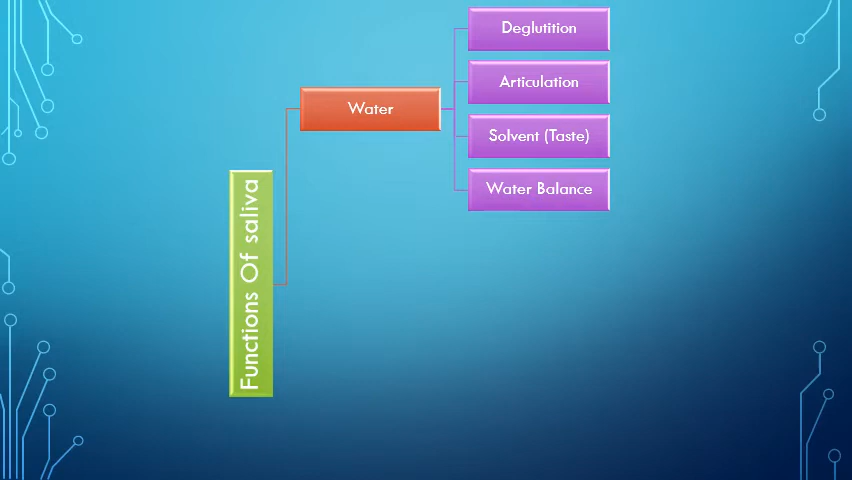 Functions Of saliva
Water
Deglutition
Articulation
Solvent (Taste)
Water Balance